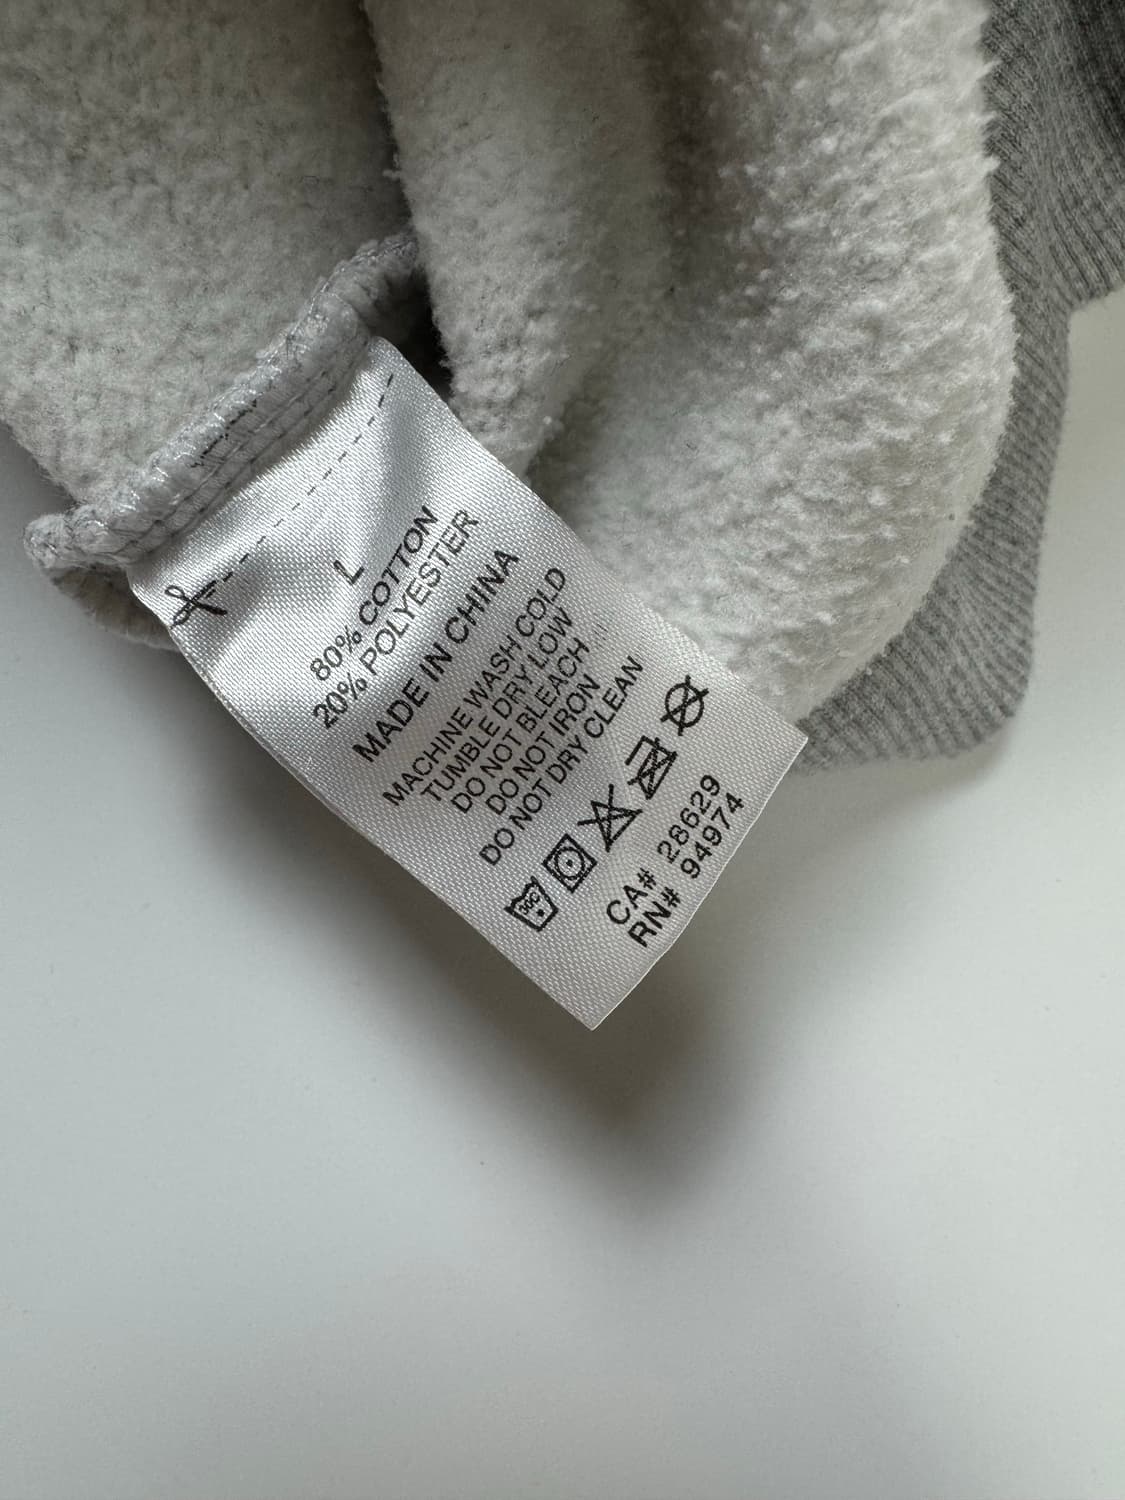 L
80% COTTON
20% POLYESTER
MADE IN CHINA
MACHINE WASH COLD
TUMBLE DRY LOW
DO NOT BLEACH
DO NOT IRON
DO NOT DRY CLEAN
30C
CA# 28629
RN# 94974